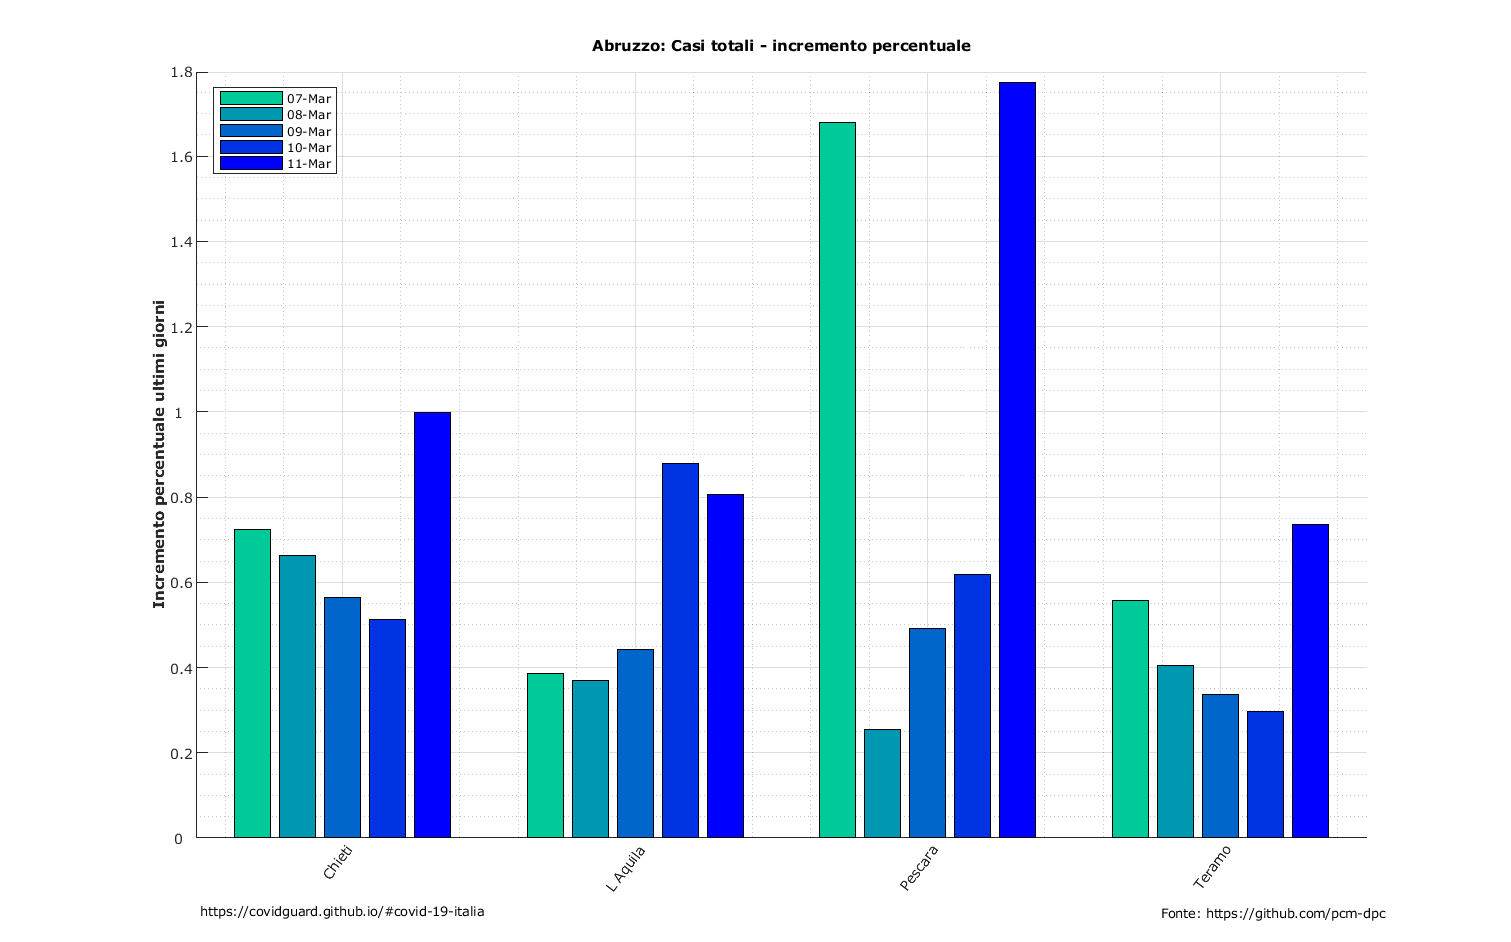 Abruzzo: Casi totali - incremento percentuale
07-Mar
08-Mar
09-Mar
10-Mar
11-Mar
Incremento percentuale ultimi giorni
1.8
1.6
1.4
1.2
1
0.8
0.6
0.4
0.2
0
Chieti
L Aquila
Pescara
Teramo
https://covidguard.github.io/#covid-19-italia
Fonte: https://github.com/pcm-dpc